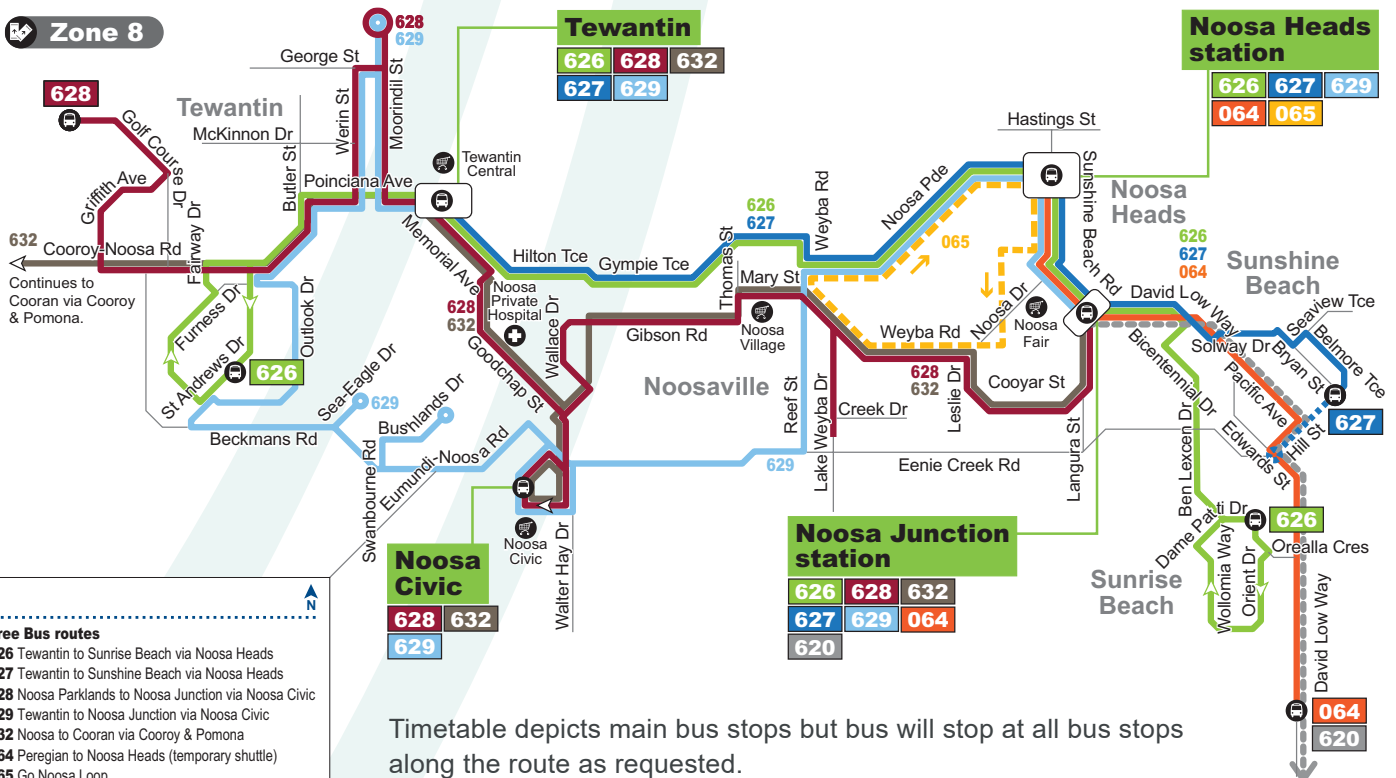 Zone 8
628
629
George St
Tewantin
626 628 632
627 629
Noosa Heads
station
626 627 629
064 065
628
Golf Course Dr
Griffith Ave
Tewantin
McKinnon Dr
Werin St
Moorindil St
Butler St
Poinciana Ave
Tewantin
Central
Hastings St
Sunshine Beach Rd
Noosa
Heads
632
Cooroy-Noosa Rd
Continues to
Cooran via Cooroy
& Pomona.
Fairway Dr
Memorial Ave
Hilton Tce
Gympie Tce
626
627
Thomas St
Weyba Rd
Noosa Pde
065
626
627
064
Sunshine
Beach
Furness Dr
St Andrews Dr
626
Outlook Dr
628
632
Noosa
Private
Hospital
Goodchap St
Wallace Dr
Gibson Rd
Mary St
Noosa
Village
Weyba Rd
Noosa Dr
Noosa
Fair
David Low Way
Solway Dr
Seaview Tce
Belmore Tce
Bryan St
627
Hill St
Pacific Ave
Edwards St
Bicentennial Dr
Ben Lexcen Dr
Noosaville
628
632
Leslie Dr
Cooyar St
Langura St
Creek Dr
Lake Weyba Dr
Reef St
629
Eenie Creek Rd
Sea-Eagle Dr
629
Bushlands Dr
Beckmans Rd
Swanbourne Rd
Eumundi-Noosa Rd
Noosa
Civic
Walter Hay Dr
Noosa
Civic
628 632
629
Noosa Junction
station
626 628 632
627 629 064
620
Dame Patti Dr
626
Orealla Cres
Wollomia Way
Orient Dr
Sunrise
Beach
David Low Way
064
620
N
ree Bus routes
26 Tewantin to Sunrise Beach via Noosa Heads
27 Tewantin to Sunshine Beach via Noosa Heads
28 Noosa Parklands to Noosa Junction via Noosa Civic
29 Tewantin to Noosa Junction via Noosa Civic
32 Noosa to Cooran via Cooroy & Pomona
64 Peregian to Noosa Heads (temporary shuttle)
65 Go Noosa Loop
Timetable depicts main bus stops but bus will stop at all bus stops
along the route as requested.